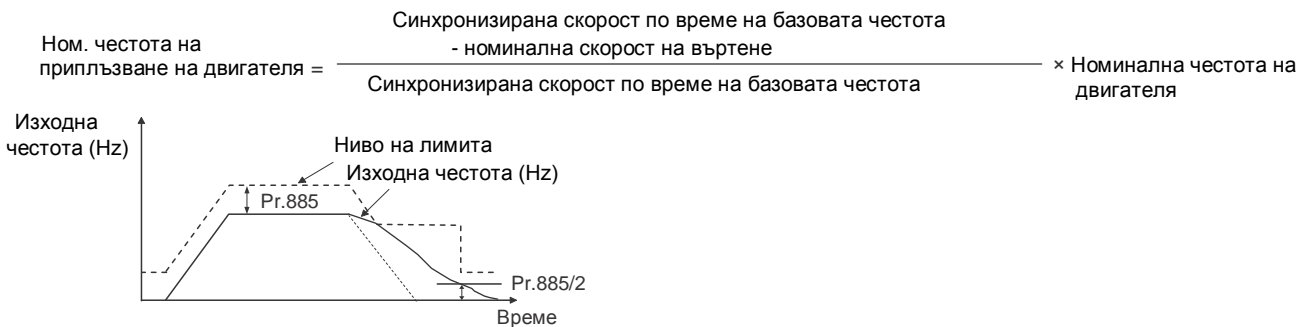 Синхронизирана скорост по време на базовата честота
Ном. честота на
- номинална скорост на въртене
приплъзване на двигателя =
× Номинална честота на
Синхронизирана скорост по време на базовата честота
двигателя
Изходна
честота (Hz)
Ниво на лимита
Изходна честота (Hz)
Pr.885
Pr.885/2
Време